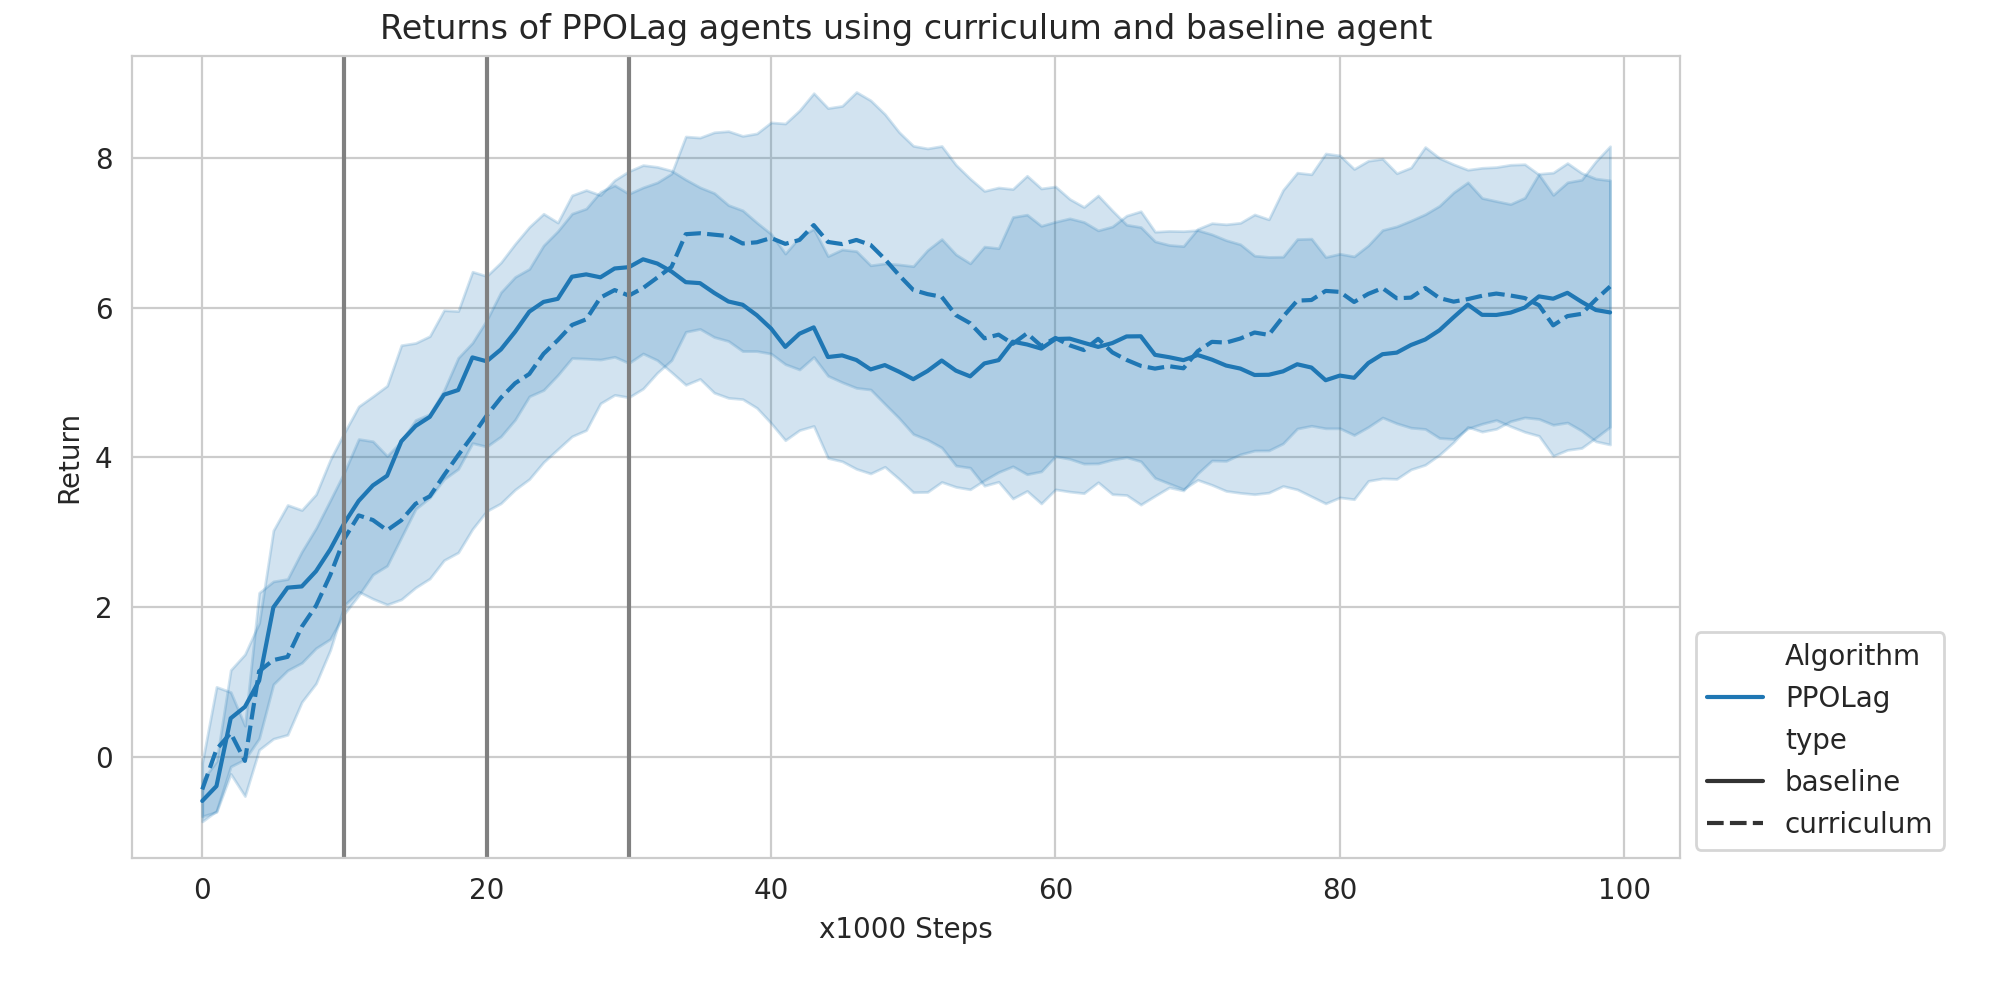 Returns of PPOLag agents using curriculum and baseline agent
8
6
4
2
0
Return
0 20 40 60 80 100
x1000 Steps
Algorithm
PPOLag
type
baseline
curriculum